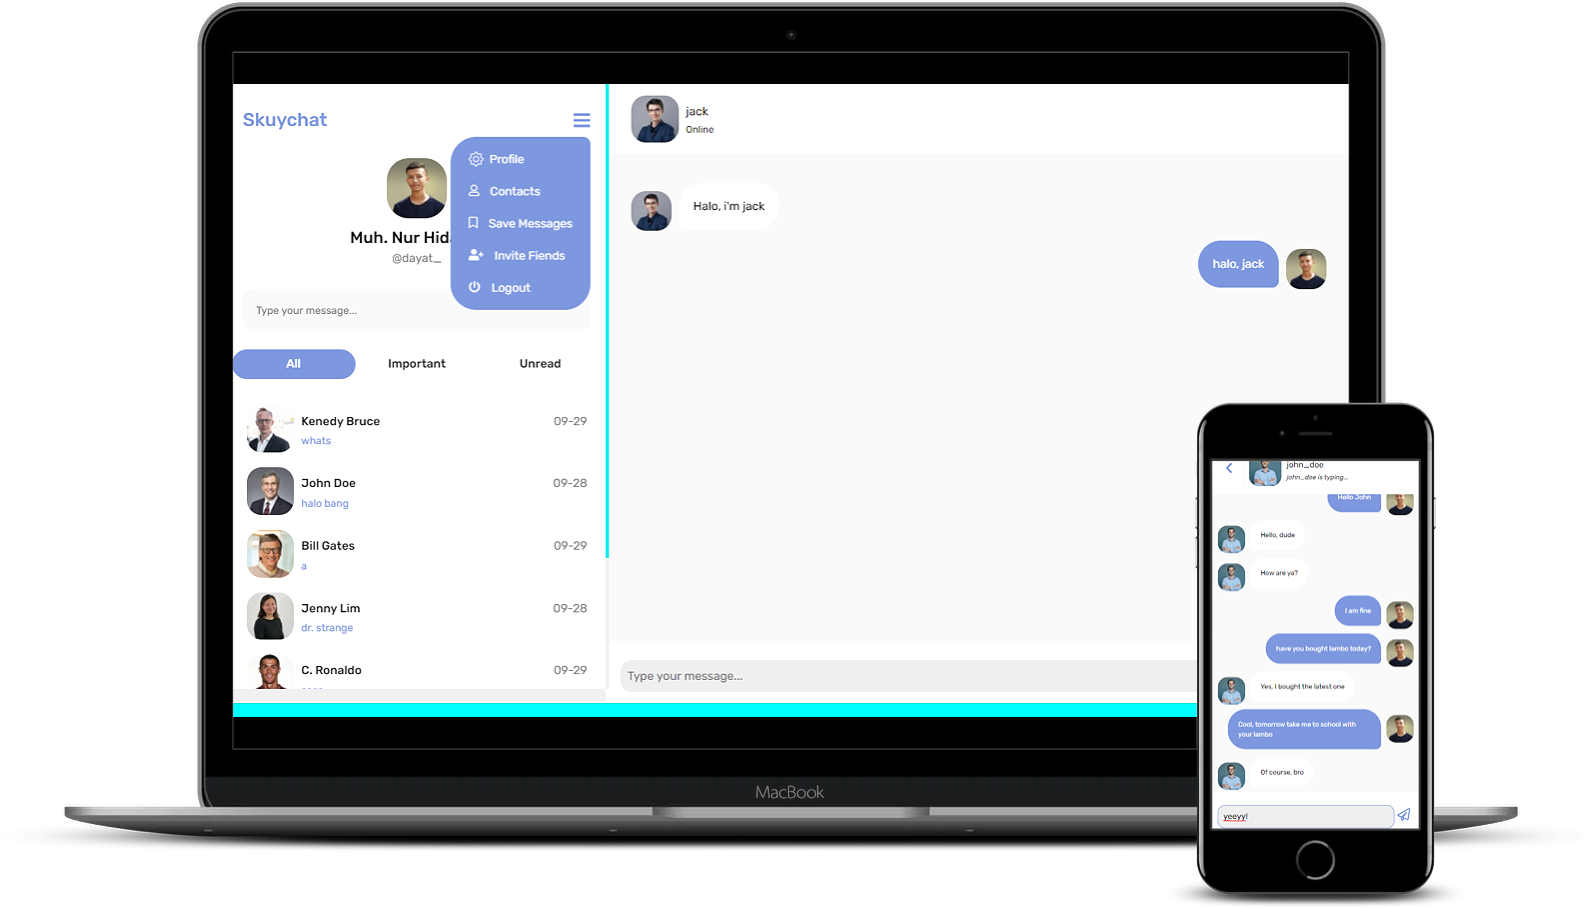 Skuychat
Profile
Contacts
Save Messages
Invite Fiends
Logout
Muh. Nur Hid
@dayat_
Type your message...
All
Important
Unread
Kenedy Bruce
09-29
whats
John Doe
09-28
halo bang
Bill Gates
09-29
a
Jenny Lim
09-28
dr. strange
C. Ronaldo
09-29
jack
Online
Halo, i'm jack
halo, jack
Type your message...
MacBook
john_doe
john_doe is typing...
Hello John
Hello, dude
How are ya?
I am fine
have you bought lambo today?
Yes, I bought the latest one
Cool, tomorrow take me to school with
your lambo
Of course, bro
yeeyy!